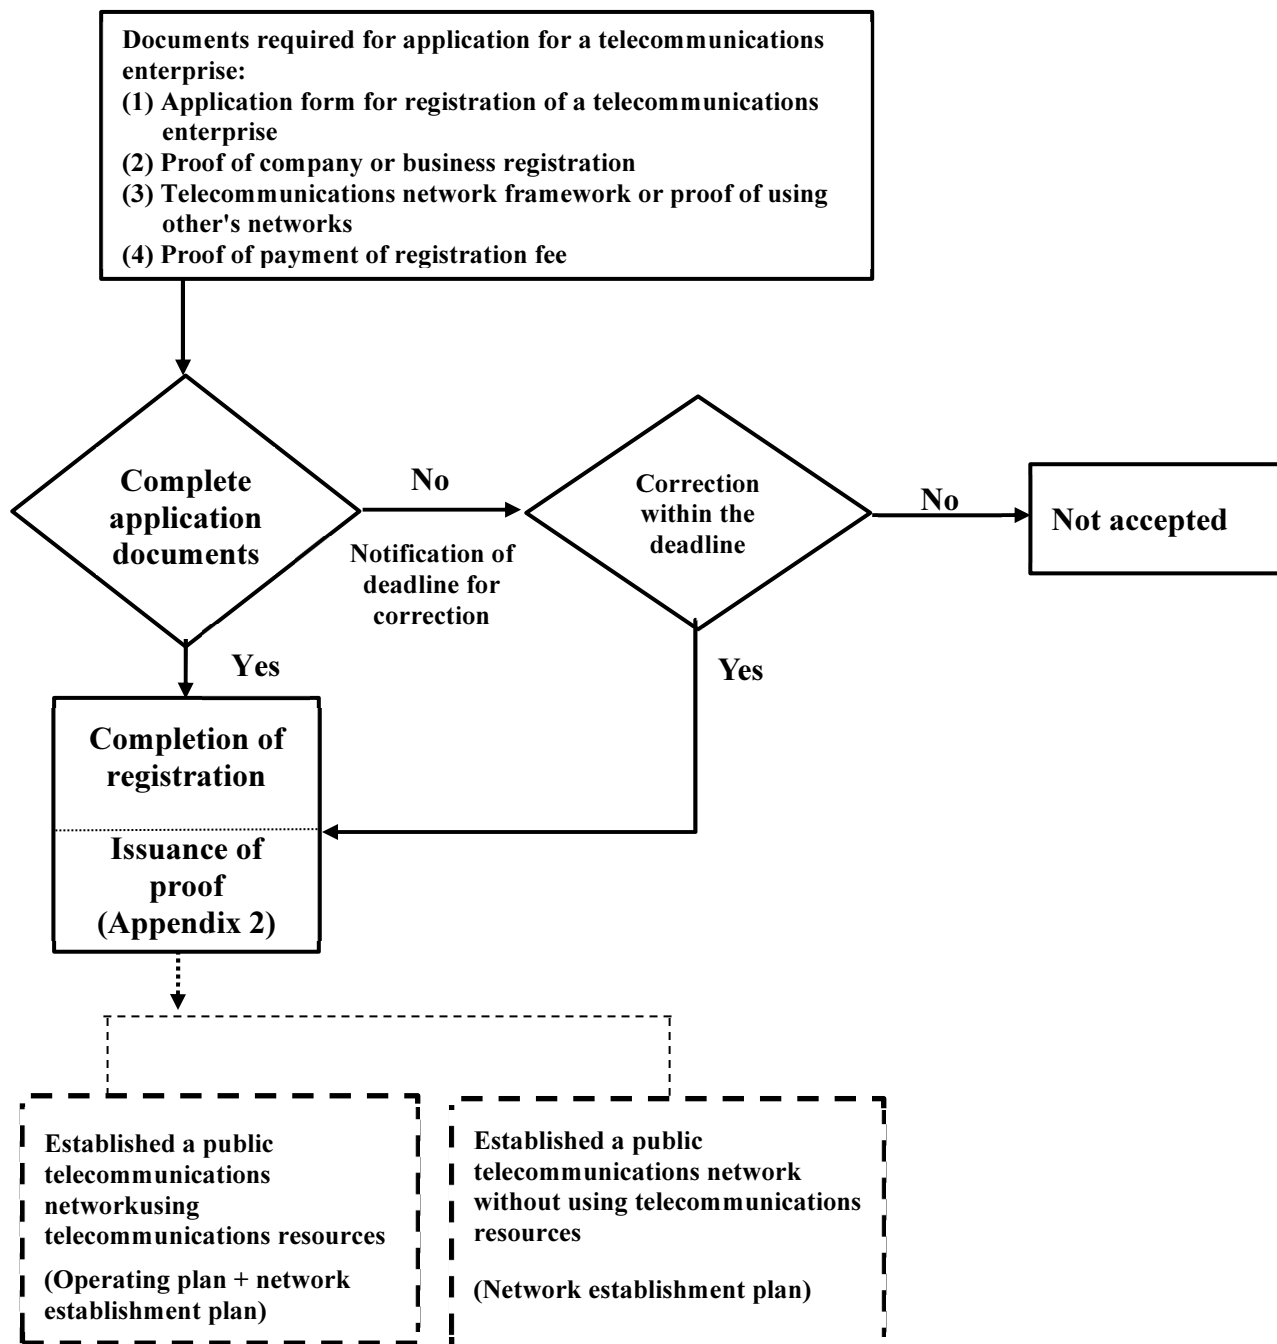 Documents required for application for a telecommunications
enterprise:
(1) Application form for registration of a telecommunications
enterprise
(2) Proof of company or business registration
(3) Telecommunications network framework or proof of using
other's networks
(4) Proof of payment of registration fee
Complete
application
documents
No
Notification of
deadline for
correction
Correction
within the
deadline
No
Not accepted
Yes
Yes
Completion of
registration
Issuance of
proof
(Appendix 2)
Established a public
telecommunications
networkusing
telecommunications resources
(Operating plan + network
establishment plan)
Established a public
telecommunications network
without using telecommunications
resources
(Network establishment plan)